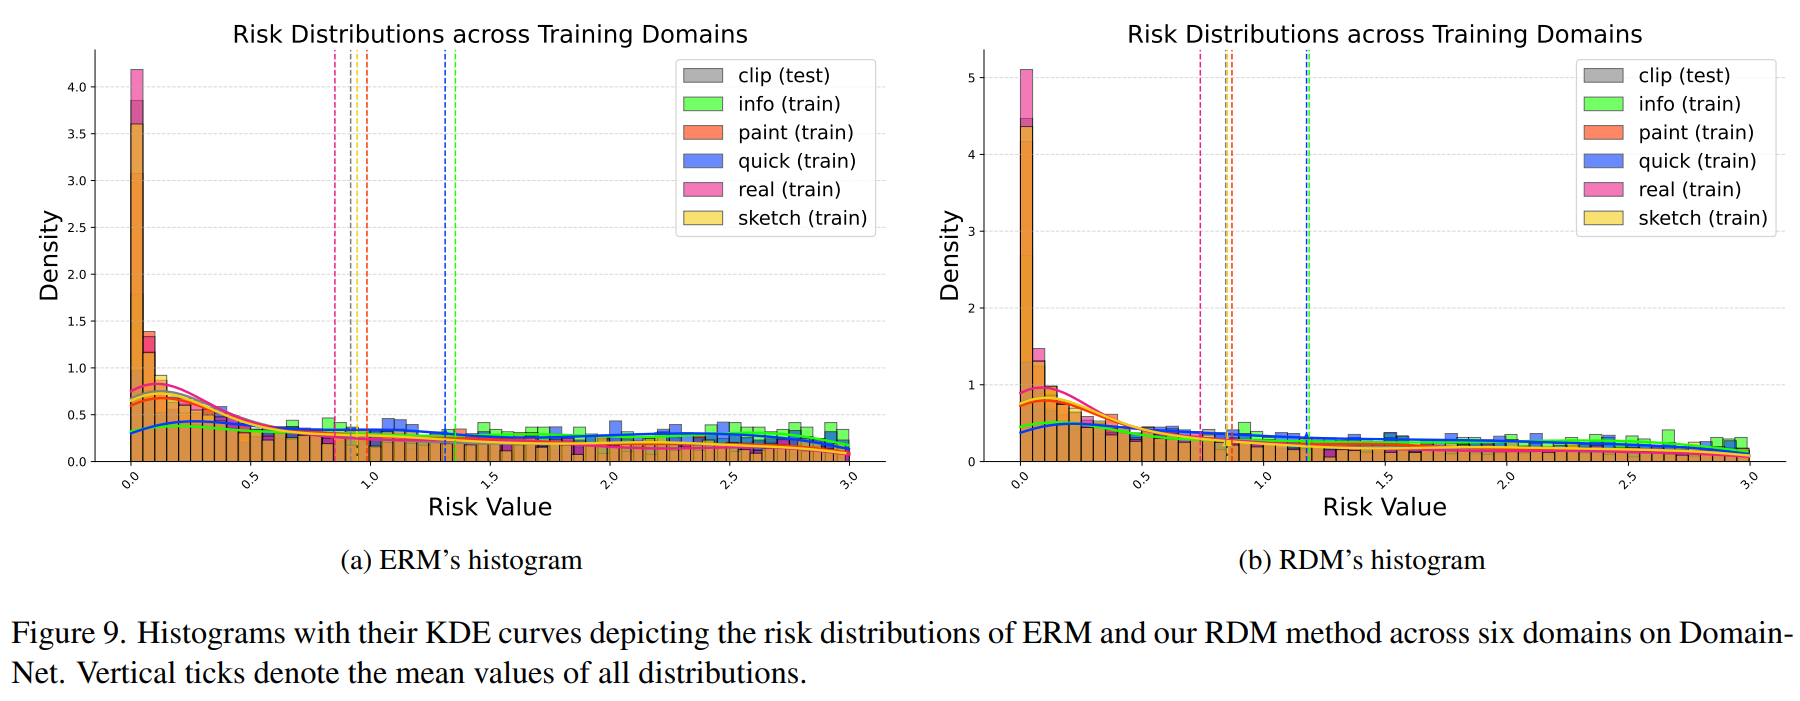 Risk Distributions across Training Domains
4.0
3.5
3.0
2.5
2.0
1.5
1.0
0.5
0.0
Density
clip (test)
info (train)
paint (train)
quick (train)
real (train)
sketch (train)
0.0 0.5 1.0 1.5 2.0 2.5 3.0
Risk Value
(a) ERM’s histogram
Risk Distributions across Training Domains
5
4
3
2
1
0
Density
clip (test)
info (train)
paint (train)
quick (train)
real (train)
sketch (train)
0.0 0.5 1.0 1.5 2.0 2.5 3.0
Risk Value
(b) RDM’s histogram
Figure 9. Histograms with their KDE curves depicting the risk distributions of ERM and our RDM method across six domains on Domain-
Net. Vertical ticks denote the mean values of all distributions.